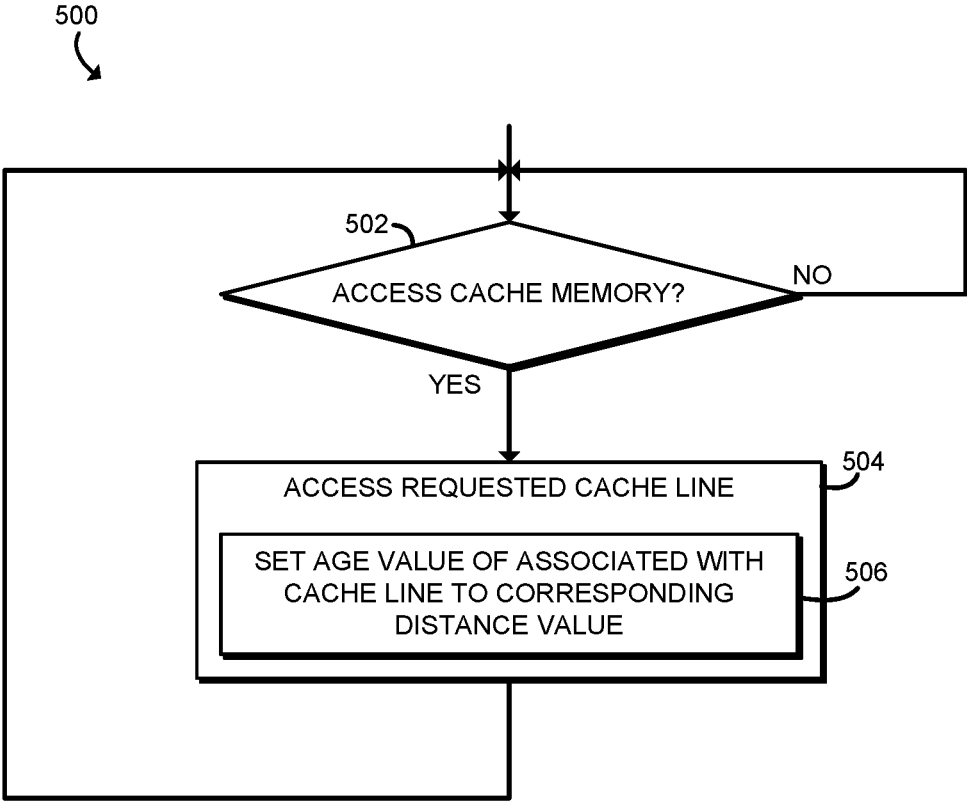 500
502
ACCESS CACHE MEMORY?
NO
YES
504
ACCESS REQUESTED CACHE LINE
SET AGE VALUE OF ASSOCIATED WITH
CACHE LINE TO CORRESPONDING
DISTANCE VALUE
506